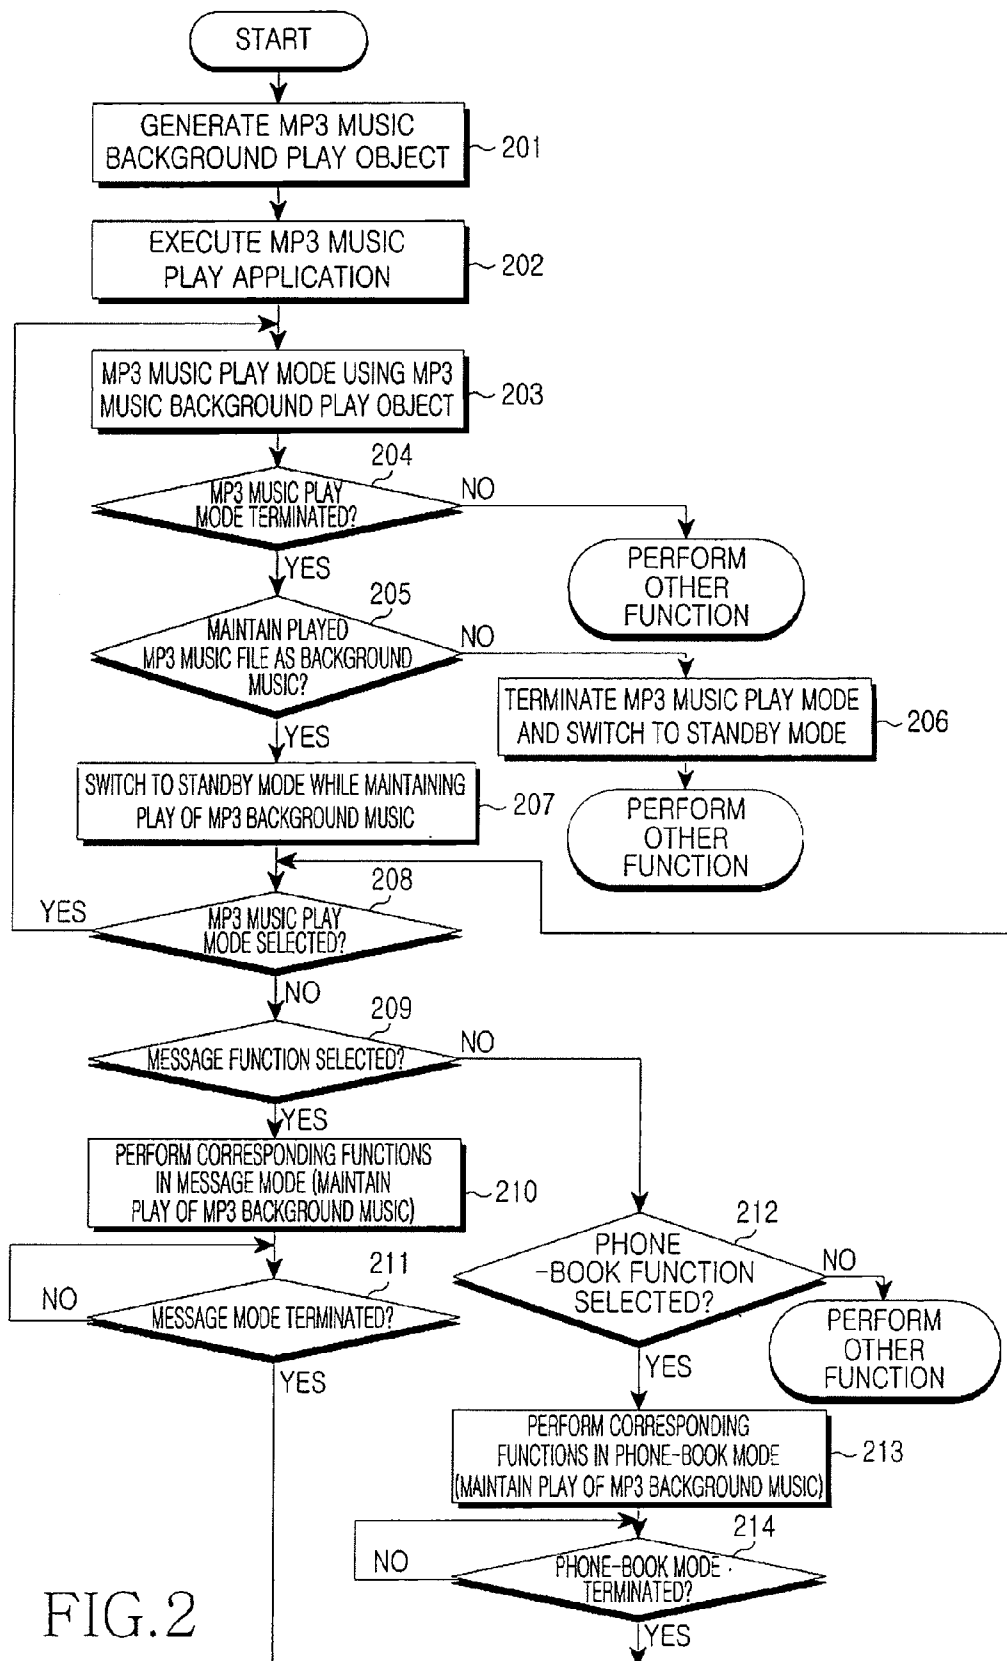 START
GENERATE MP3 MUSIC
BACKGROUND PLAY OBJECT
201
EXECUTE MP3 MUSIC
PLAY APPLICATION
202
MP3 MUSIC PLAY MODE USING MP3
MUSIC BACKGROUND PLAY OBJECT
203
204
MP3 MUSIC PLAY
MODE TERMINATED?
NO
YES
PERFORM
OTHER
FUNCTION
205
MAINTAIN PLAYED
MP3 MUSIC FILE AS BACKGROUND
MUSIC?
NO
YES
TERMINATE MP3 MUSIC PLAY MODE
AND SWITCH TO STANDBY MODE
206
SWITCH TO STANDBY MODE WHILE MAINTAINING
PLAY OF MP3 BACKGROUND MUSIC
207
PERFORM
OTHER
FUNCTION
208
YES
MP3 MUSIC PLAY
MODE SELECTED?
NO
209
MESSAGE FUNCTION SELECTED?
NO
YES
PERFORM CORRESPONDING FUNCTIONS
IN MESSAGE MODE (MAINTAIN
PLAY OF MP3 BACKGROUND MUSIC)
210
211
NO
MESSAGE MODE TERMINATED?
YES
212
PHONE
-BOOK FUNCTION
SELECTED?
NO
YES
PERFORM
OTHER
FUNCTION
PERFORM CORRESPONDING
FUNCTIONS IN PHONE-BOOK MODE
(MAINTAIN PLAY OF MP3 BACKGROUND MUSIC)
213
214
NO
PHONE-BOOK MODE
TERMINATED?
YES
FIG.2